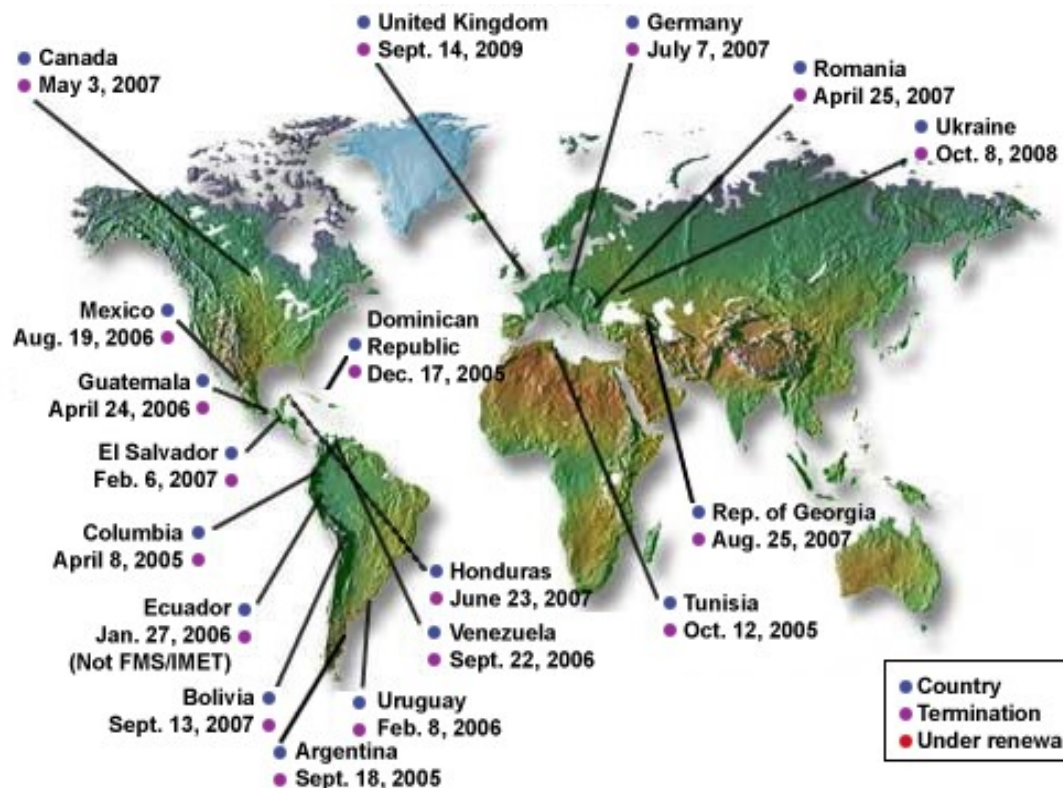 Canada
May 3, 2007
United Kingdom
Sept. 14, 2009
Germany
July 7, 2007
Romania
April 25, 2007
Ukraine
Oct. 8, 2008
Mexico
Aug. 19, 2006
Dominican
Republic
Dec. 17, 2005
Guatemala
April 24, 2006
El Salvador
Feb. 6, 2007
Columbia
April 8, 2005
Ecuador
Jan. 27, 2006
(Not FMS/IMET)
Bolivia
Sept. 13, 2007
Argentina
Sept. 18, 2005
Uruguay
Feb. 8, 2006
Honduras
June 23, 2007
Venezuela
Sept. 22, 2006
Tunisia
Oct. 12, 2005
Rep. of Georgia
Aug. 25, 2007
Country
Termination
Under renewa